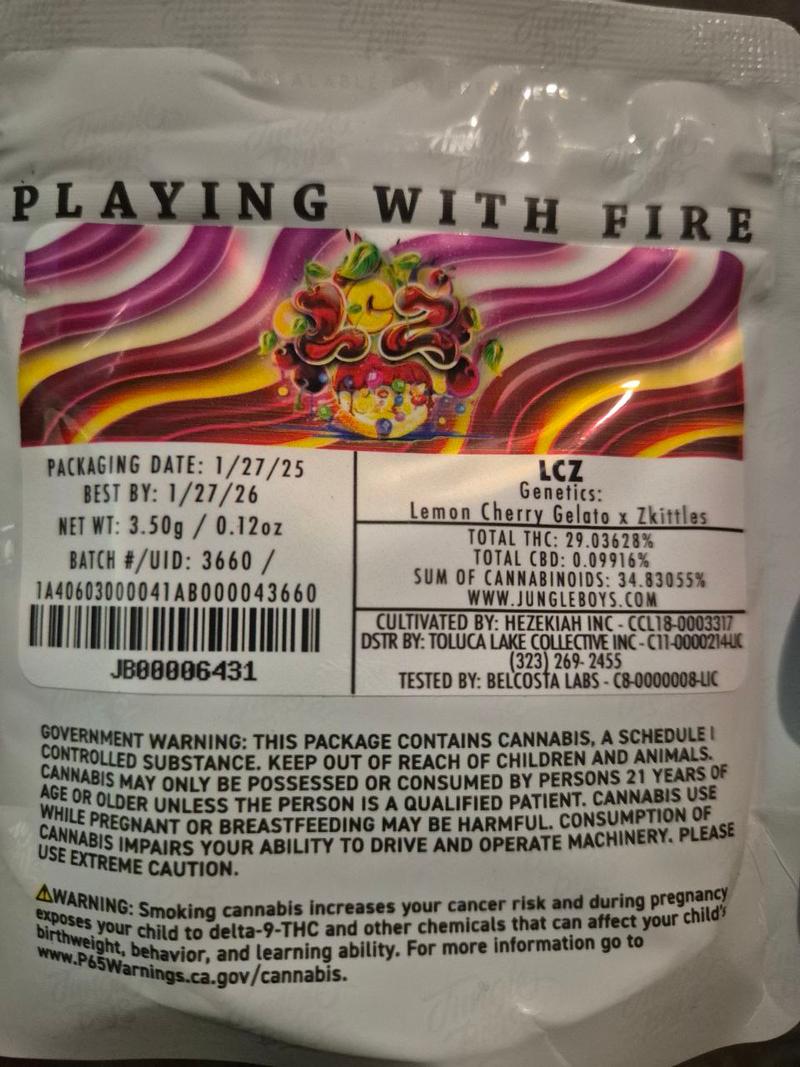 PLAYING WITH FIRE
LCZ
PACKAGING DATE: 1/27/25
BEST BY: 1/27/26
NET WT: 3.50g / 0.12oz
BATCH #/UID: 3660 /
1A40603000041AB000043660
JB00006431
LCZ
Genetics:
Lemon Cherry Gelato x Zkittles
TOTAL THC: 29.03628%
TOTAL CBD: 0.09916%
SUM OF CANNABINOIDS: 34.83055%
WWW.JUNGLEBOYS.COM
CULTIVATED BY: HEZEKIAH INC - CCL18-0003317
DSTR BY: TOLUCA LAKE COLLECTIVE INC - C11-0000214-LIC
(323) 269- 2455
TESTED BY: BELCOSTA LABS - C8-0000008-LIC
GOVERNMENT WARNING: THIS PACKAGE CONTAINS CANNABIS, A SCHEDULE I
CONTROLLED SUBSTANCE. KEEP OUT OF REACH OF CHILDREN AND ANIMALS.
CANNABIS MAY ONLY BE POSSESSED OR CONSUMED BY PERSONS 21 YEARS OF
AGE OR OLDER UNLESS THE PERSON IS A QUALIFIED PATIENT. CANNABIS USE
WHILE PREGNANT OR BREASTFEEDING MAY BE HARMFUL. CONSUMPTION OF
CANNABIS IMPAIRS YOUR ABILITY TO DRIVE AND OPERATE MACHINERY. PLEASE
USE EXTREME CAUTION.
⚠WARNING: Smoking cannabis increases your cancer risk and during pregnancy
exposes your child to delta-9-THC and other chemicals that can affect your child's
birthweight, behavior, and learning ability. For more information go to
www.P65Warnings.ca.gov/cannabis.